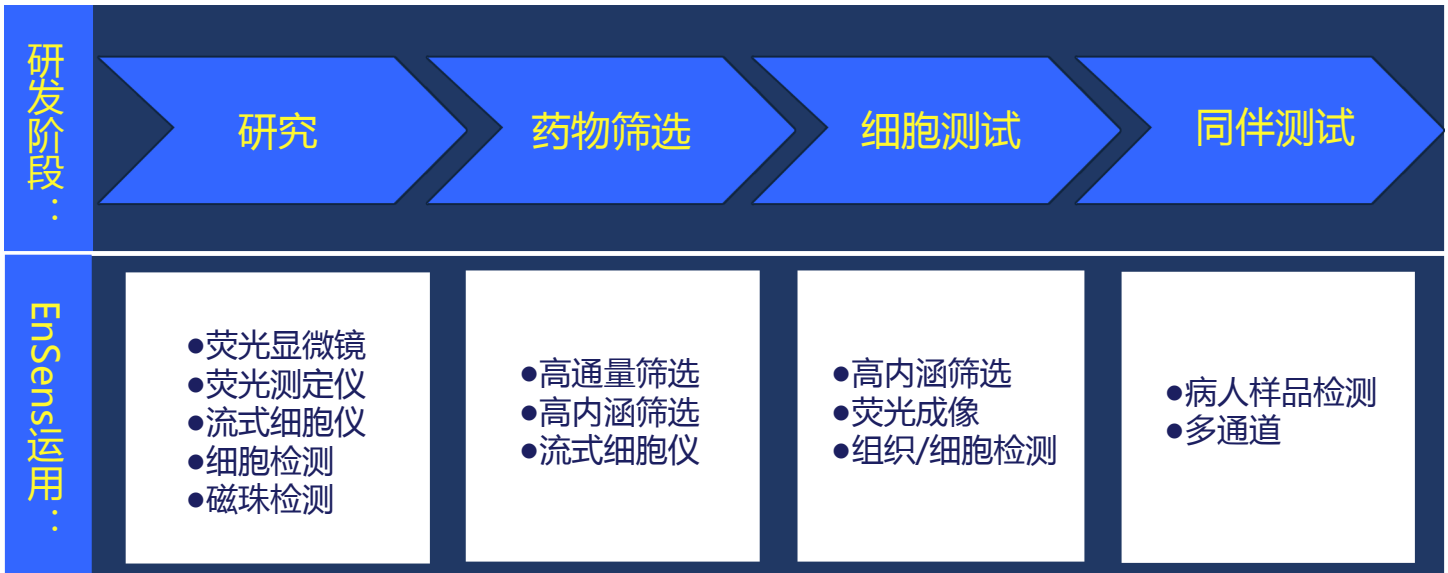 研发阶段：
研究
药物筛选
细胞测试
同伴测试
EnSensi运用：
●荧光显微镜
●荧光测定仪
●流式细胞仪
●细胞检测
●磁珠检测
●高通量筛选
●高内涵筛选
●流式细胞仪
●高内涵筛选
●荧光成像
●组织/细胞检测
●病人样品检测
●多通道